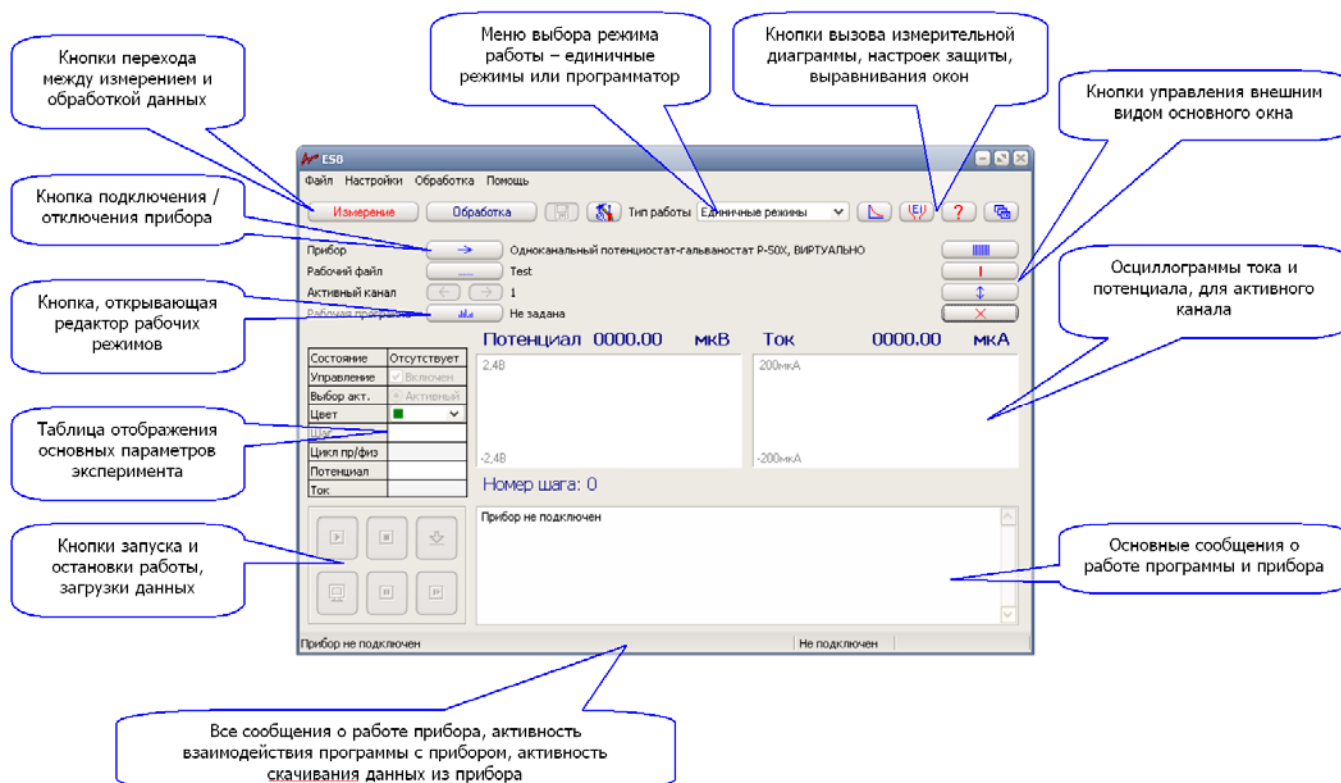 Кнопки перехода
между измерением и
обработкой данных
Меню выбора режима
работы – единичные
режимы или программатор
Кнопки вызова измерительной
диаграммы, настроек защиты,
выравнивания окон
Кнопки управления внешним
видом основного окна
Кнопка подключения /
отключения прибора
Кнопка, открывающая
редактор рабочих
режимов
Таблица отображения
основных параметров
эксперимента
Кнопки запуска и
остановки работы,
загрузки данных
ES8
Файл Настройки Обработка Помощь
Измерение Обработка Тип работы Единичные режимы |E| ?
Прибор Одноканальный потенциостат-гальваностат P-50X, ВИРТУАЛЬНО
Рабочий файл ... Test
Активный канал 1
Рабочая программа Не задана
Потенциал 0000.00 мкВ Ток 0000.00 мкА
Состояние Отсутствует
Управление Включен
Выбор акт. Активный
Цвет
Шаг
Цикл пр/физ
Потенциал
Ток
2,4В
-2,4В
200мкА
-200мкА
Номер шага: 0
Прибор не подключен
Прибор не подключен Не подключен
Осциллограммы тока и
потенциала, для активного
канала
Основные сообщения о
работе программы и прибора
Все сообщения о работе прибора, активность
взаимодействия программы с прибором, активность
скачивания данных из прибора